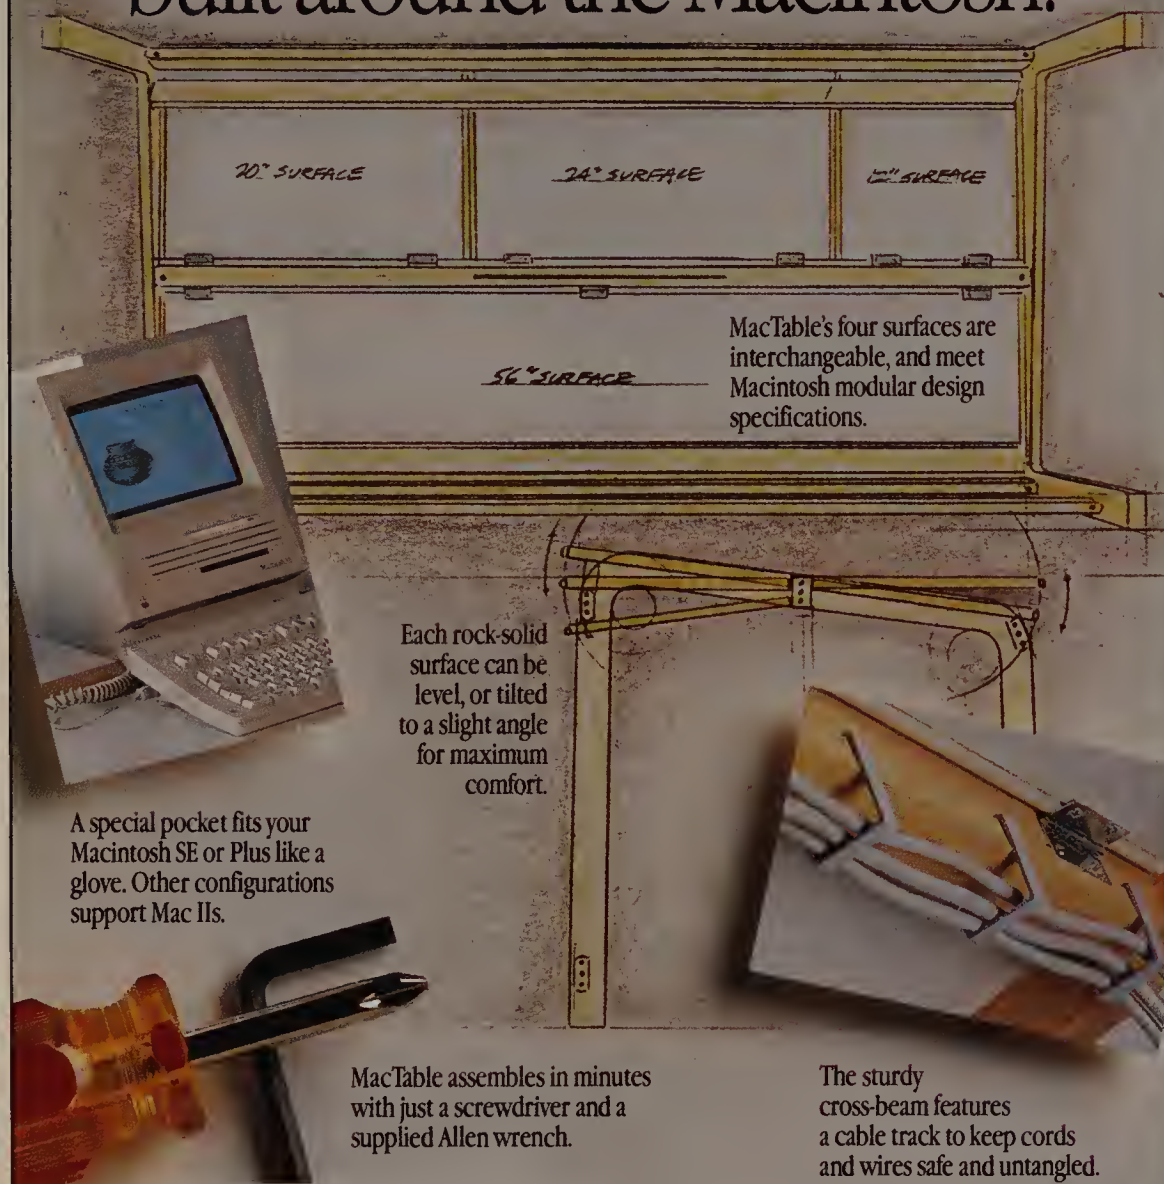 built around the Macintosh.
20" SURFACE
24" SURFACE
12" SURFACE
56" SURFACE
MacTable's four surfaces are
interchangeable, and meet
Macintosh modular design
specifications.
Each rock-solid
surface can be
level, or tilted
to a slight angle
for maximum
comfort.
A special pocket fits your
Macintosh SE or Plus like a
glove. Other configurations
support Mac IIs.
MacTable assembles in minutes
with just a screwdriver and a
supplied Allen wrench.
The sturdy
cross-beam features
a cable track to keep cords
and wires safe and untangled.